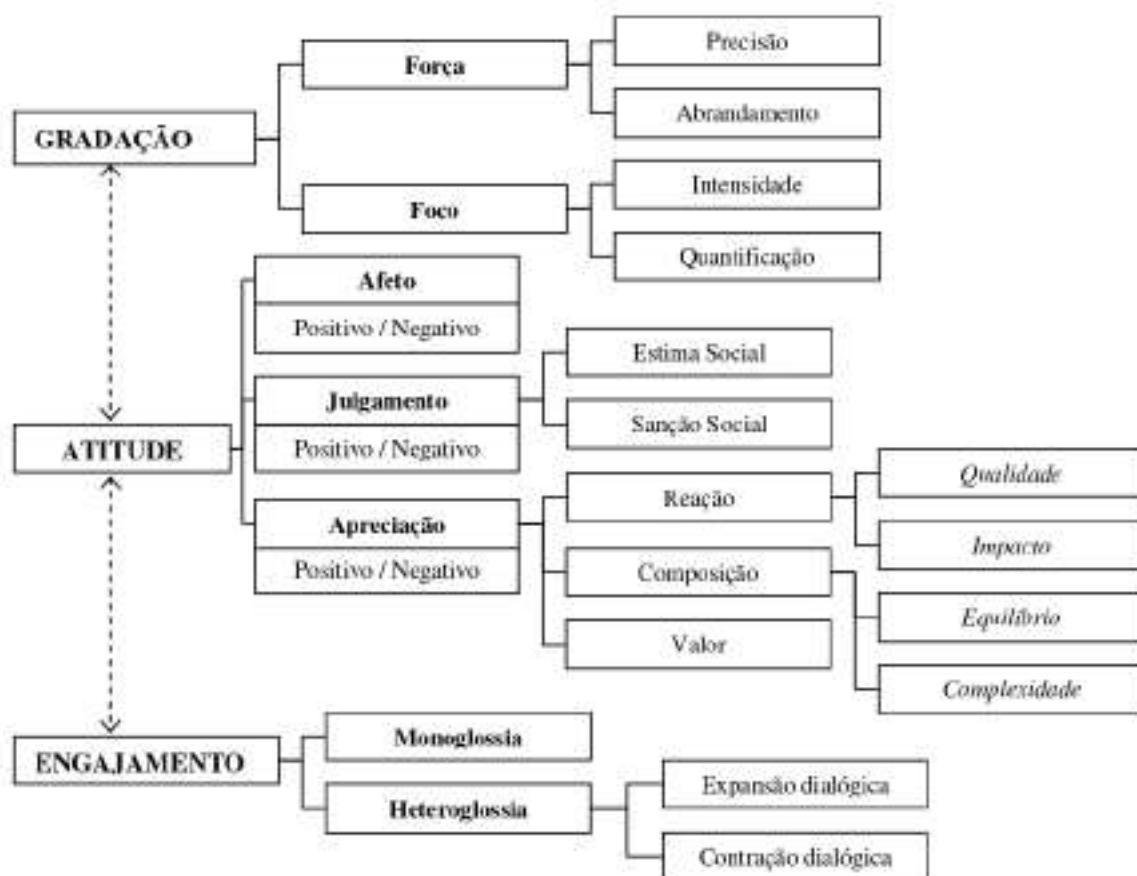 GRADAÇÃO
Força
Precisão
Abrandamento
Foco
Intensidade
Quantificação
ATITUDE
Afeto
Positivo / Negativo
Julgamento
Positivo / Negativo
Estima Social
Sanção Social
Apreciação
Positivo / Negativo
Reação
Qualidade
Impacto
Composição
Equilíbrio
Complexidade
Valor
ENGAJAMENTO
Monoglossia
Heteroglossia
Expansão dialógica
Contração dialógica